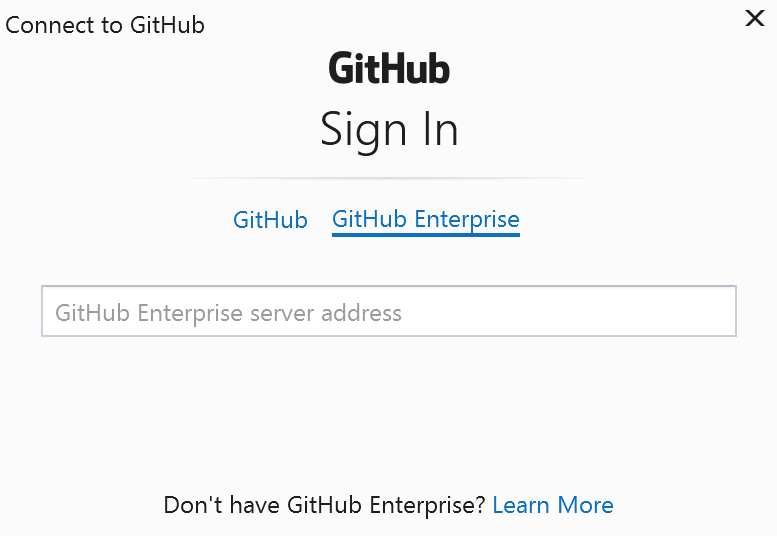 Connect to GitHub
GitHub
Sign In
GitHub GitHub Enterprise
GitHub Enterprise server address
Don't have GitHub Enterprise? Learn More